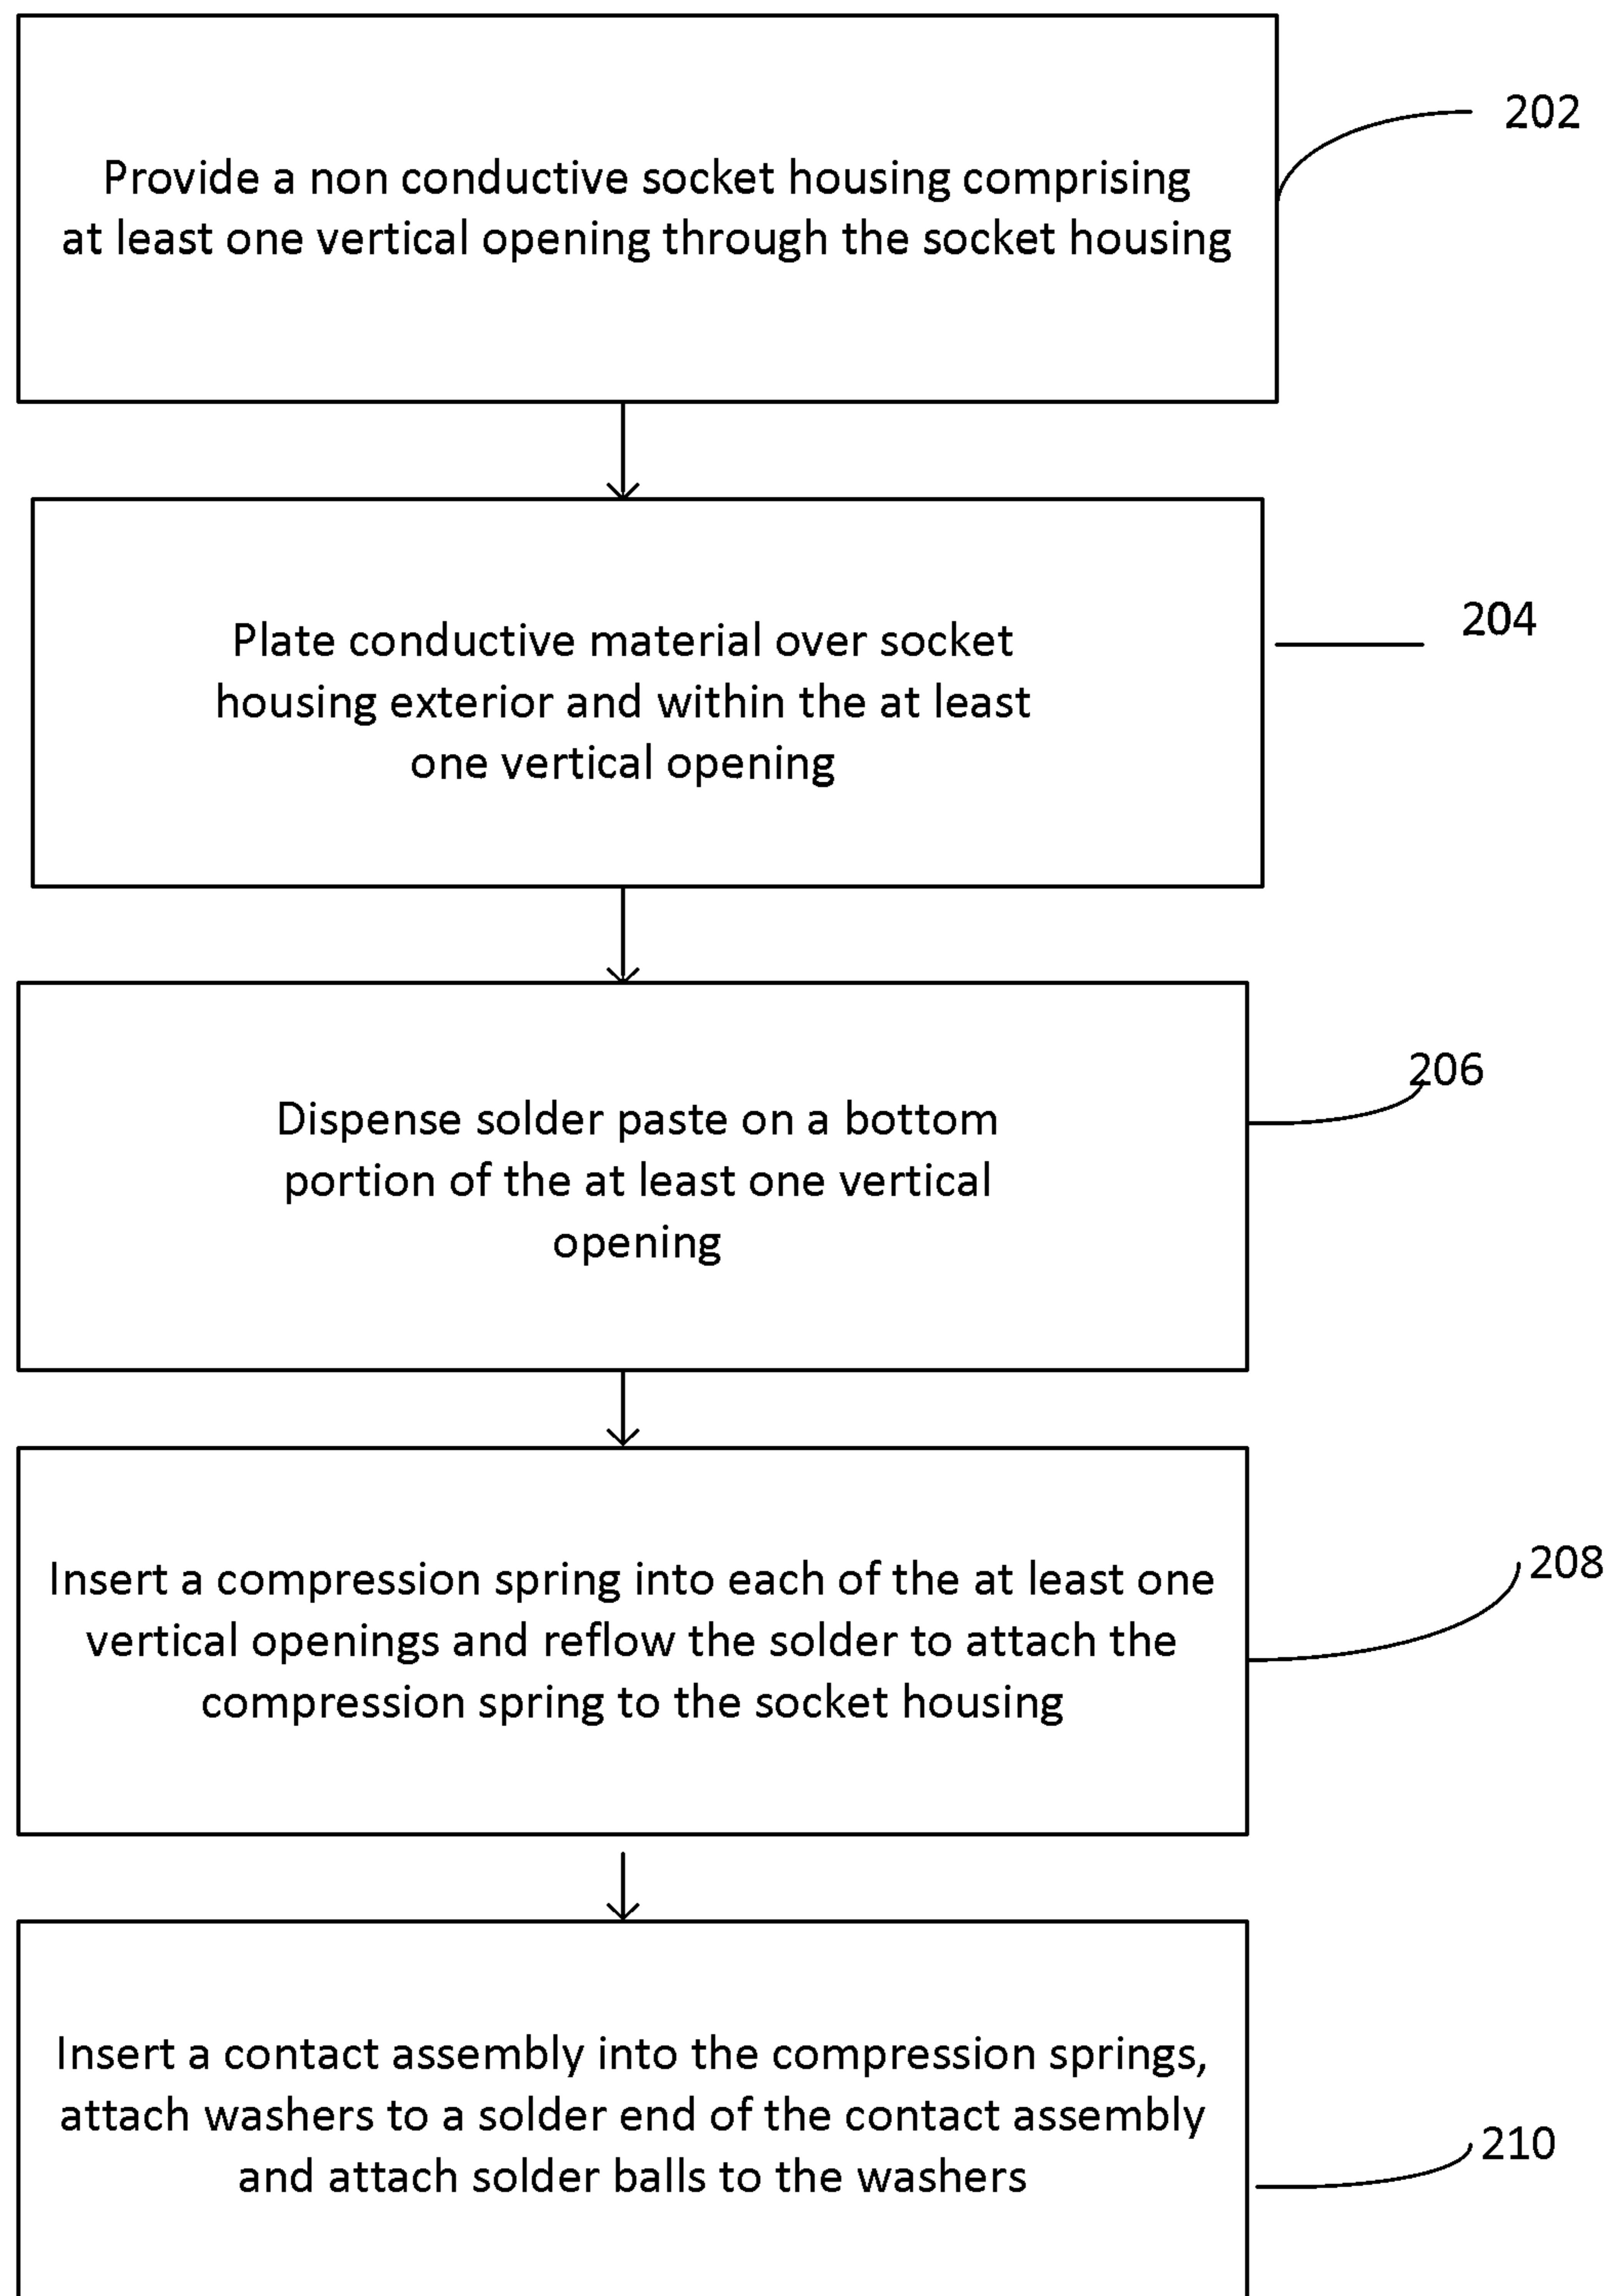 202
Provide a non conductive socket housing comprising
at least one vertical opening through the socket housing
204
Plate conductive material over socket
housing exterior and within the at least
one vertical opening
206
Dispense solder paste on a bottom
portion of the at least one vertical
opening
208
Insert a compression spring into each of the at least one
vertical openings and reflow the solder to attach the
compression spring to the socket housing
Insert a contact assembly into the compression springs,
attach washers to a solder end of the contact assembly
and attach solder balls to the washers
210